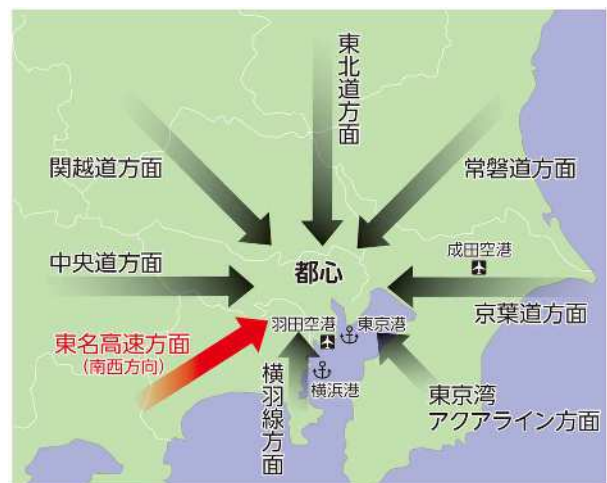 東北道方面
関越道方面
常磐道方面
成田空港
中央道方面
都心
京葉道方面
羽田空港
東京港
東名高速方面
(南西方向)
横羽線方面
横浜港
東京湾
アクアライン方面